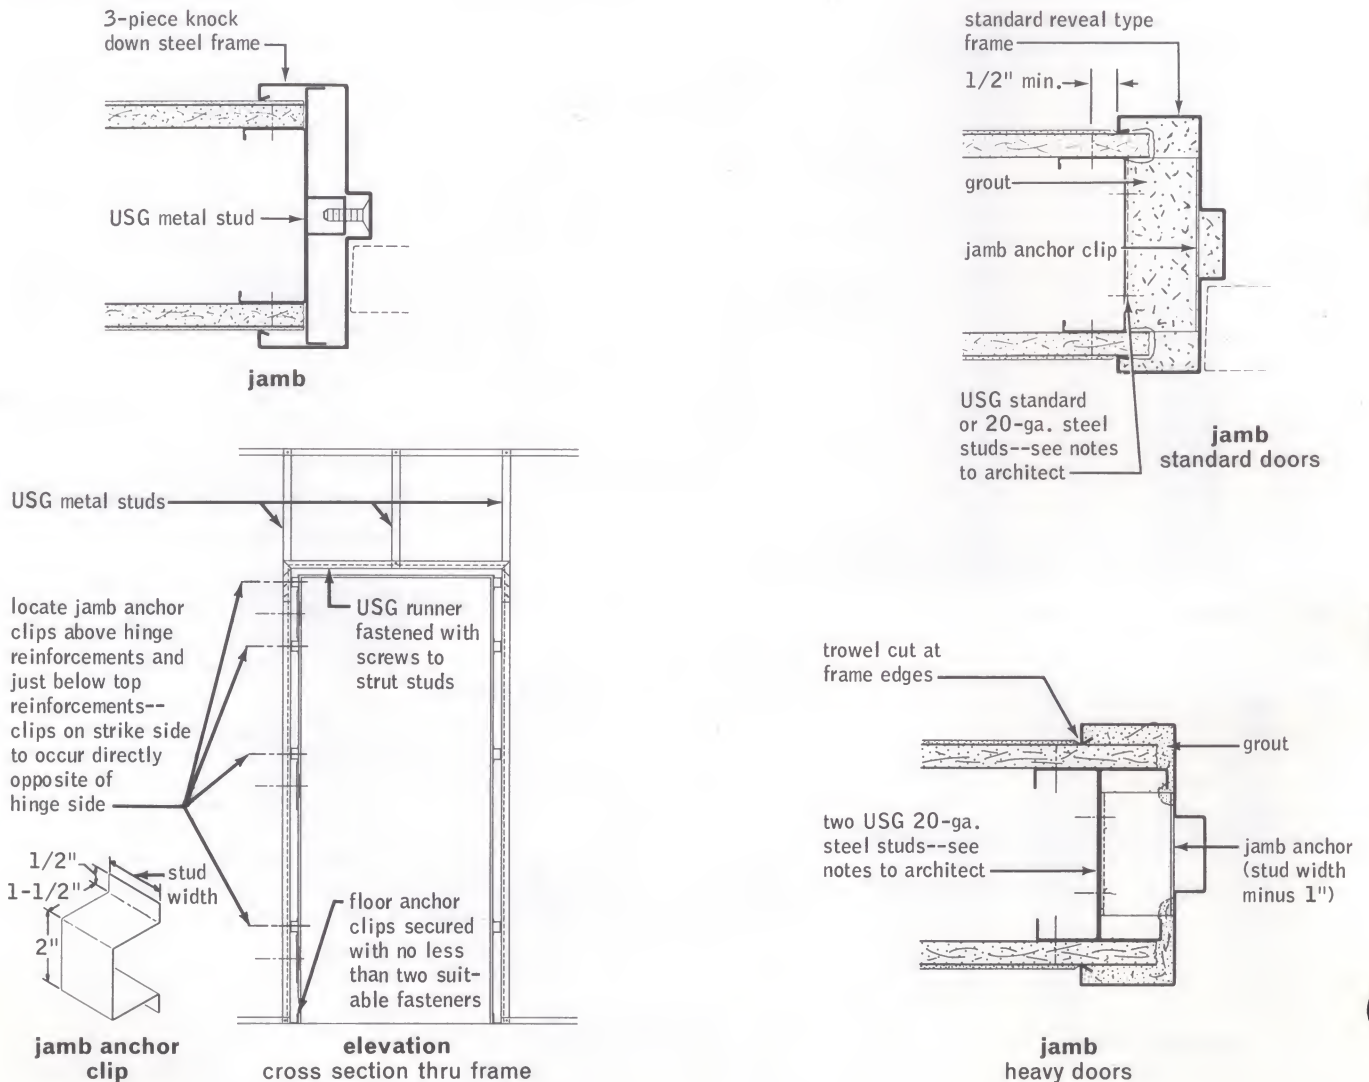 3-piece knock
down steel frame
USG metal stud
jamb
standard reveal type
frame
1/2" min.
grout
jamb anchor clip
USG standard
or 20-ga. steel
studs--see notes
to architect
jamb
standard doors
USG metal studs
locate jamb anchor
clips above hinge
reinforcements and
just below top
reinforcements--
clips on strike side
to occur directly
opposite of
hinge side
USG runner
fastened with
screws to
strut studs
floor anchor
clips secured
with no less
than two suit-
able fasteners
1/2"
1-1/2"
stud
width
2"
jamb anchor
clip
elevation
cross section thru frame
trowel cut at
frame edges
grout
two USG 20-ga.
steel studs--see
notes to architect
jamb anchor
(stud width
minus 1")
jamb
heavy doors